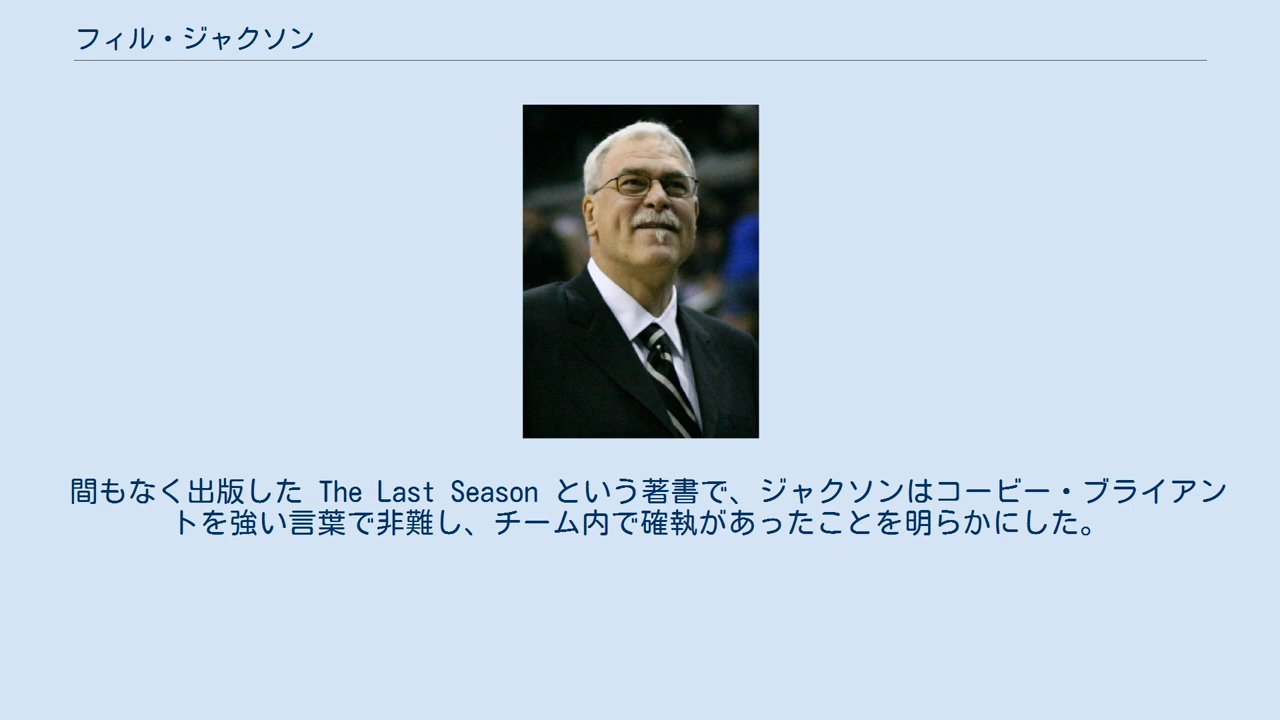 フィル・ジャクソン
間もなく出版した The Last Season という著書で、ジャクソンはコービー・ブライアン
トを強い言葉で非難し、チーム内で確執があったことを明らかにした。